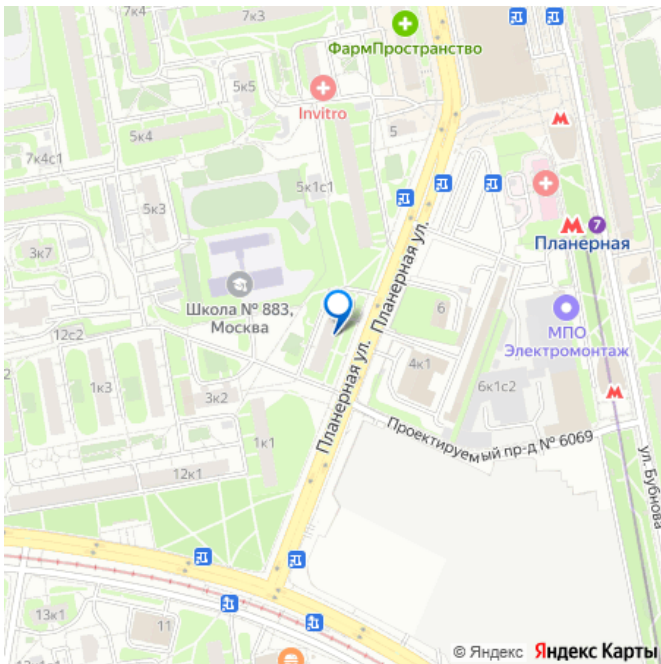 7к3
ФармПространство
7к4
5к5
Invitro
5к4
5
7к4с1
5к1с1
5к3
Планерная ул.
7
Планерная
3к7
Школа № 883,
Москва
6
МПО
Электромонтаж
12с2
4к1
Планерная ул.
6к1с2
1к3
3к2
Проектируемый пр-д № 6069
1к1
ул. Бубнова
12к1
13к1
11
© Яндекс Яндекс Карты